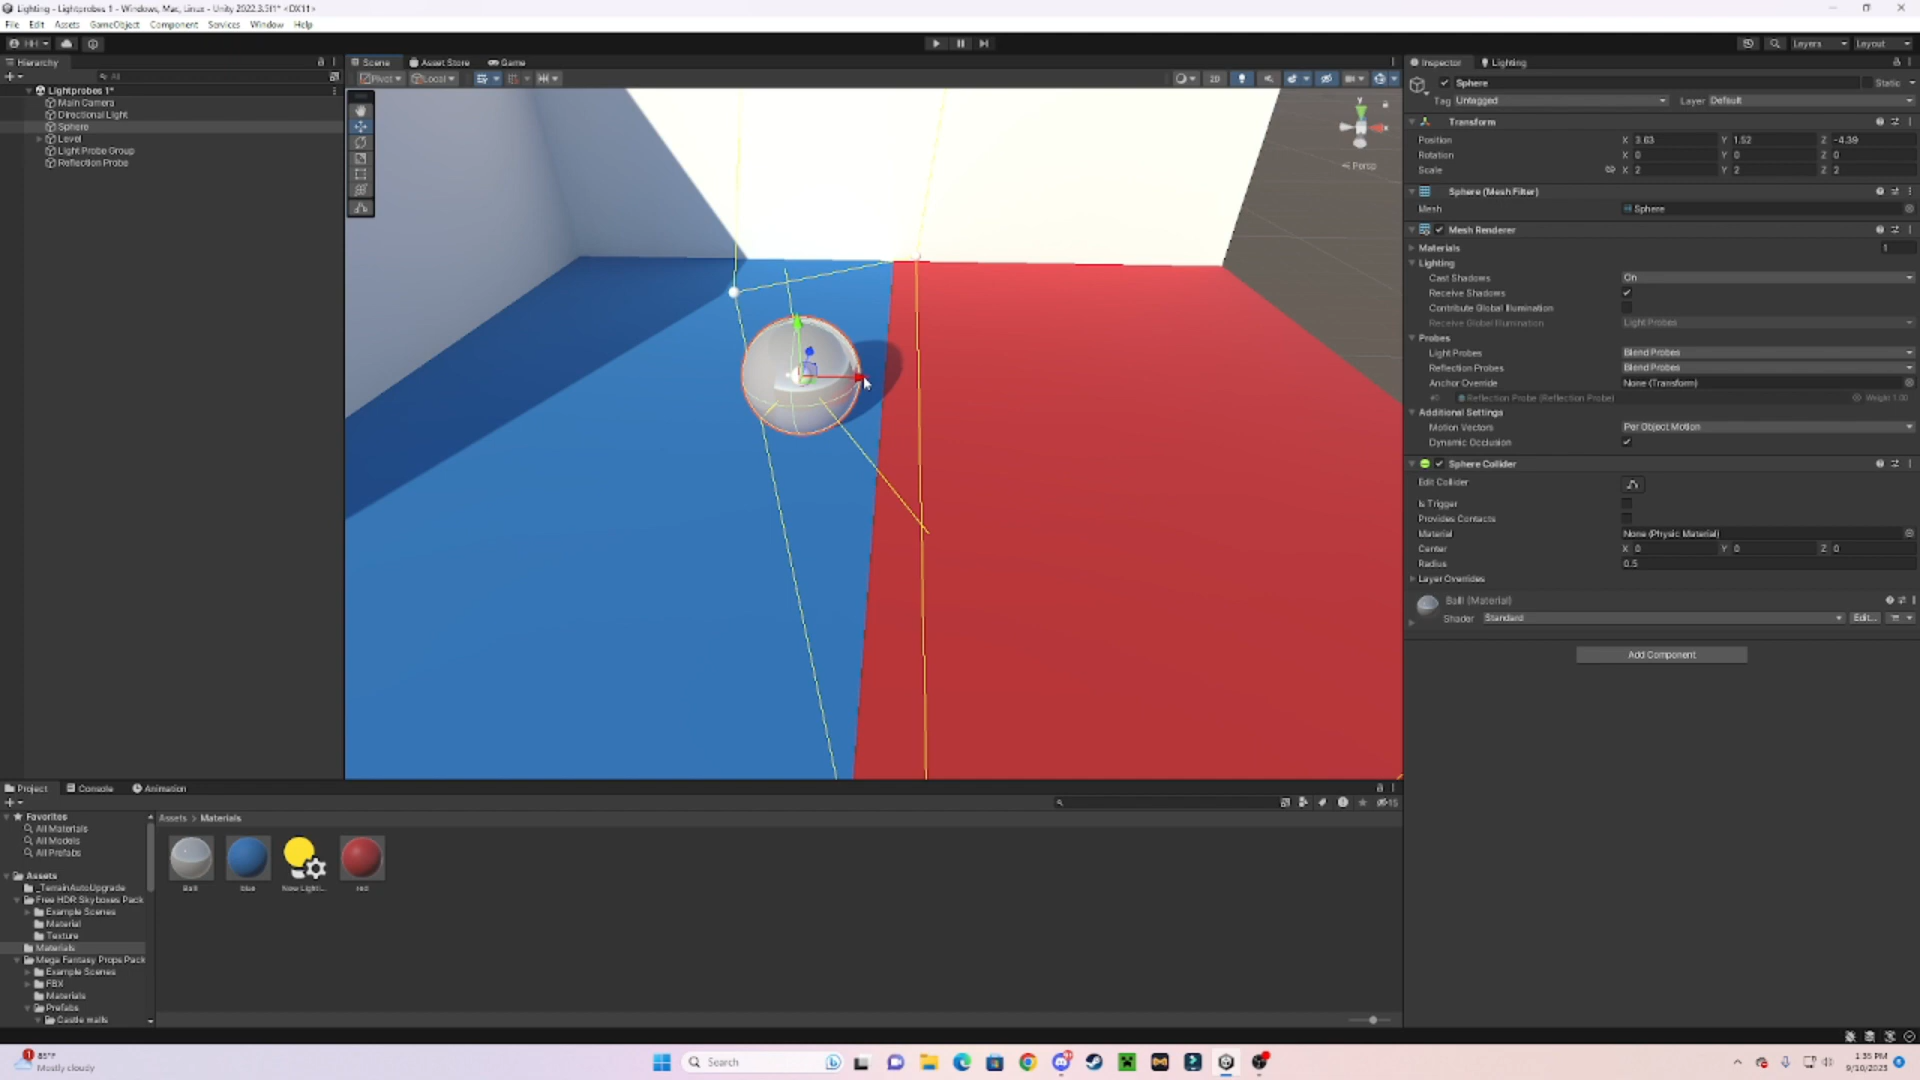 Lighting - Lightprobes 1 - Windows, Mac, Linux - Unity 2022.3.5f1* <DX11>
File Edit Assets GameObject Component Services Window Help
HH Layers Layout
Hierarchy Scene Asset Store Game Inspector Lighting
All Pivot Local 2D
Lightprobes 1*
Main Camera
Directional Light
Sphere
Level
Light Probe Group
Reflection Probe
y
Persp
Sphere Static
Tag Untagged Layer Default
Transform
Position X 3.63 Y 1.52 Z -4.39
Rotation X 0 Y 0 Z 0
Scale X 2 Y 2 Z 2
Sphere (Mesh Filter)
Mesh Sphere
Mesh Renderer
Materials 1
Lighting
Cast Shadows On
Receive Shadows
Contribute Global Illumination
Receive Global Illumination Light Probes
Probes
Light Probes Blend Probes
Reflection Probes Blend Probes
Anchor Override None (Transform)
#0 Reflection Probe (Reflection Probe) Weight 1.00
Additional Settings
Motion Vectors Per Object Motion
Dynamic Occlusion
Sphere Collider
Edit Collider
Is Trigger
Provides Contacts
Material None (Physic Material)
Center X 0 Y 0 Z 0
Radius 0.5
Layer Overrides
Ball (Material)
Shader Standard Edit...
Add Component
Project Console Animation
15
Favorites
All Materials
All Models
All Prefabs
Assets
_TerrainAutoUpgrade
Free HDR Skyboxes Pack
Example Scenes
Material
Texture
Materials
Mega Fantasy Props Pack
Example Scenes
FBX
Materials
Prefabs
Castle walls
Assets > Materials
Ball blue New Lighti... red
1 85°F
Mostly cloudy
Search
1:35 PM
9/10/2023